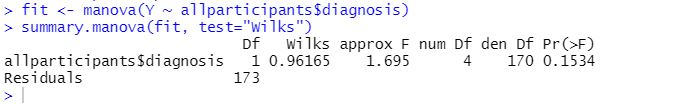 > fit <- manova(Y ~ allparticipants$diagnosis)
> summary.manova(fit, test="Wilks")
Df Wilks approx F num Df den Df Pr(>F)
allparticipants$diagnosis 1 0.96165 1.695 4 170 0.1534
Residuals 173
>